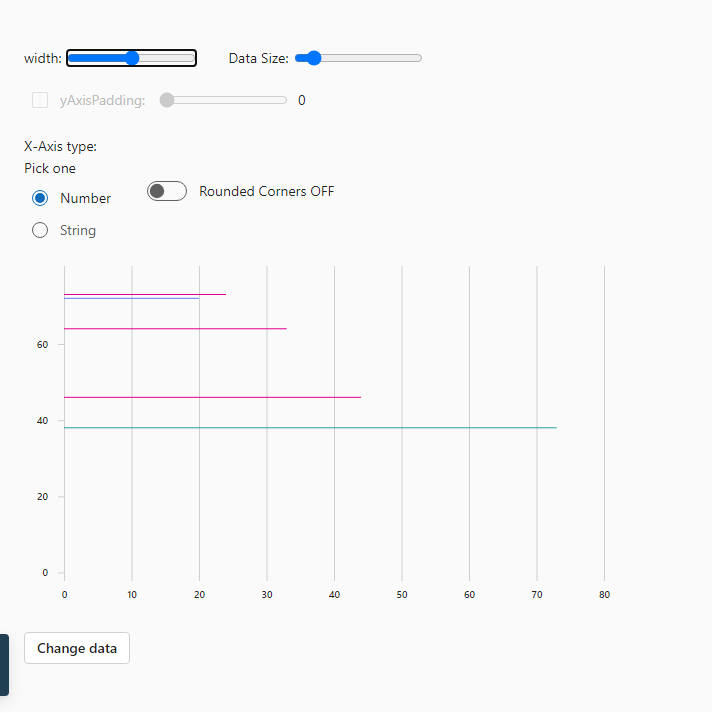 width: Data Size:
yAxisPadding: 0
X-Axis type:
Pick one
Number
Rounded Corners OFF
String
60
40
20
0
0 10 20 30 40 50 60 70 80
Change data